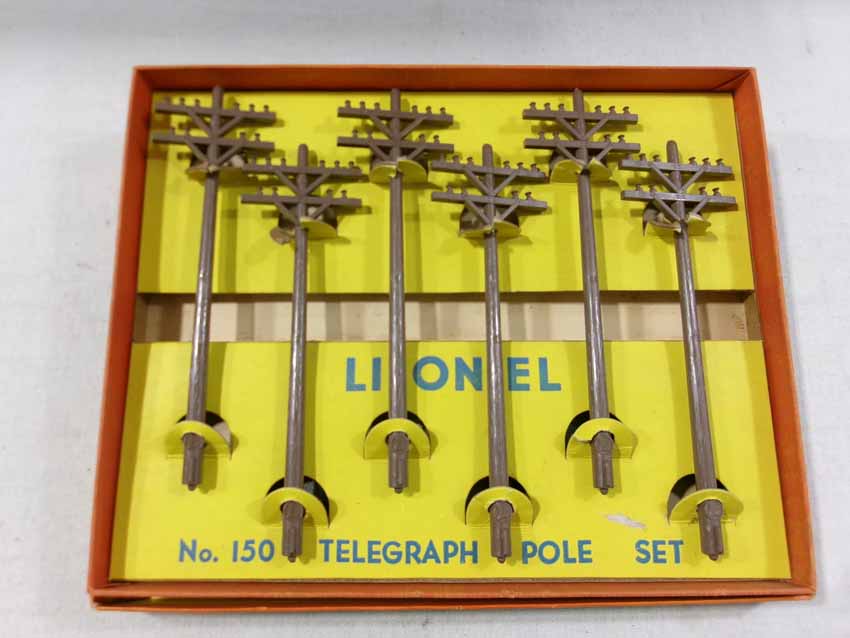 LIONEL
No. 150 TELEGRAPH POLE SET